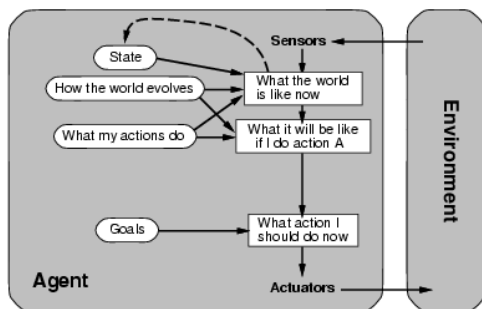 Sensors
State
How the world evolves
What my actions do
What the world
is like now
What it will be like
if I do action A
Goals
What action I
should do now
Agent
Actuators
Environment